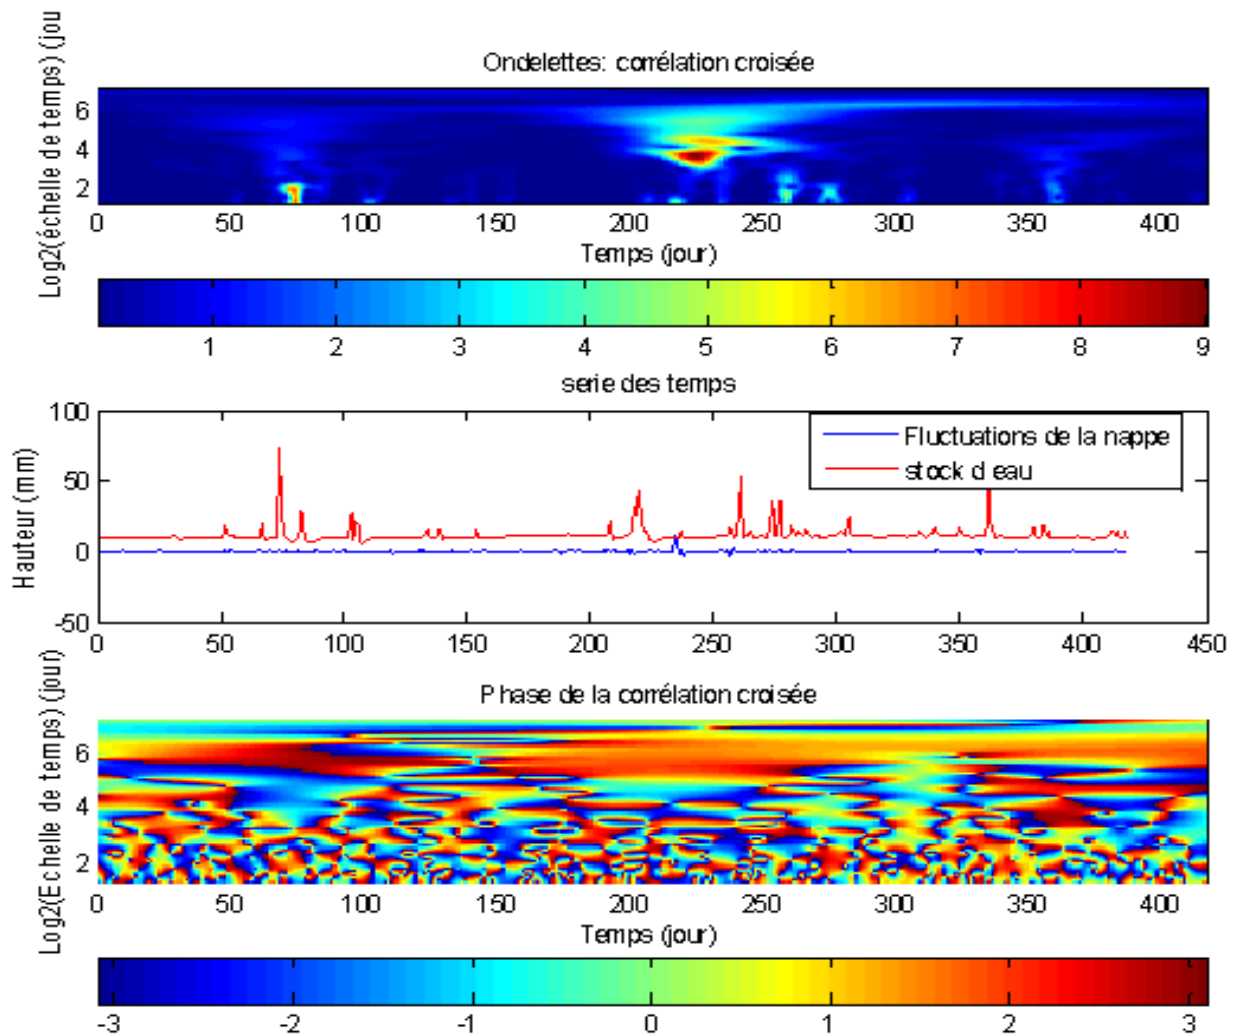 Ondelettes: corrélation croisée
Log2(échelle de temps) (jou
6
4
2
0 50 100 150 200 250 300 350 400
Temps (jour)
1 2 3 4 5 6 7 8 9
serie des temps
Hauteur (mm)
100
50
0
-50
Fluctuations de la nappe
stock d eau
0 50 100 150 200 250 300 350 400 450
Phase de la corrélation croisée
Log2(Echelle de temps) (jour)
6
4
2
0 50 100 150 200 250 300 350 400
Temps (jour)
-3 -2 -1 0 1 2 3